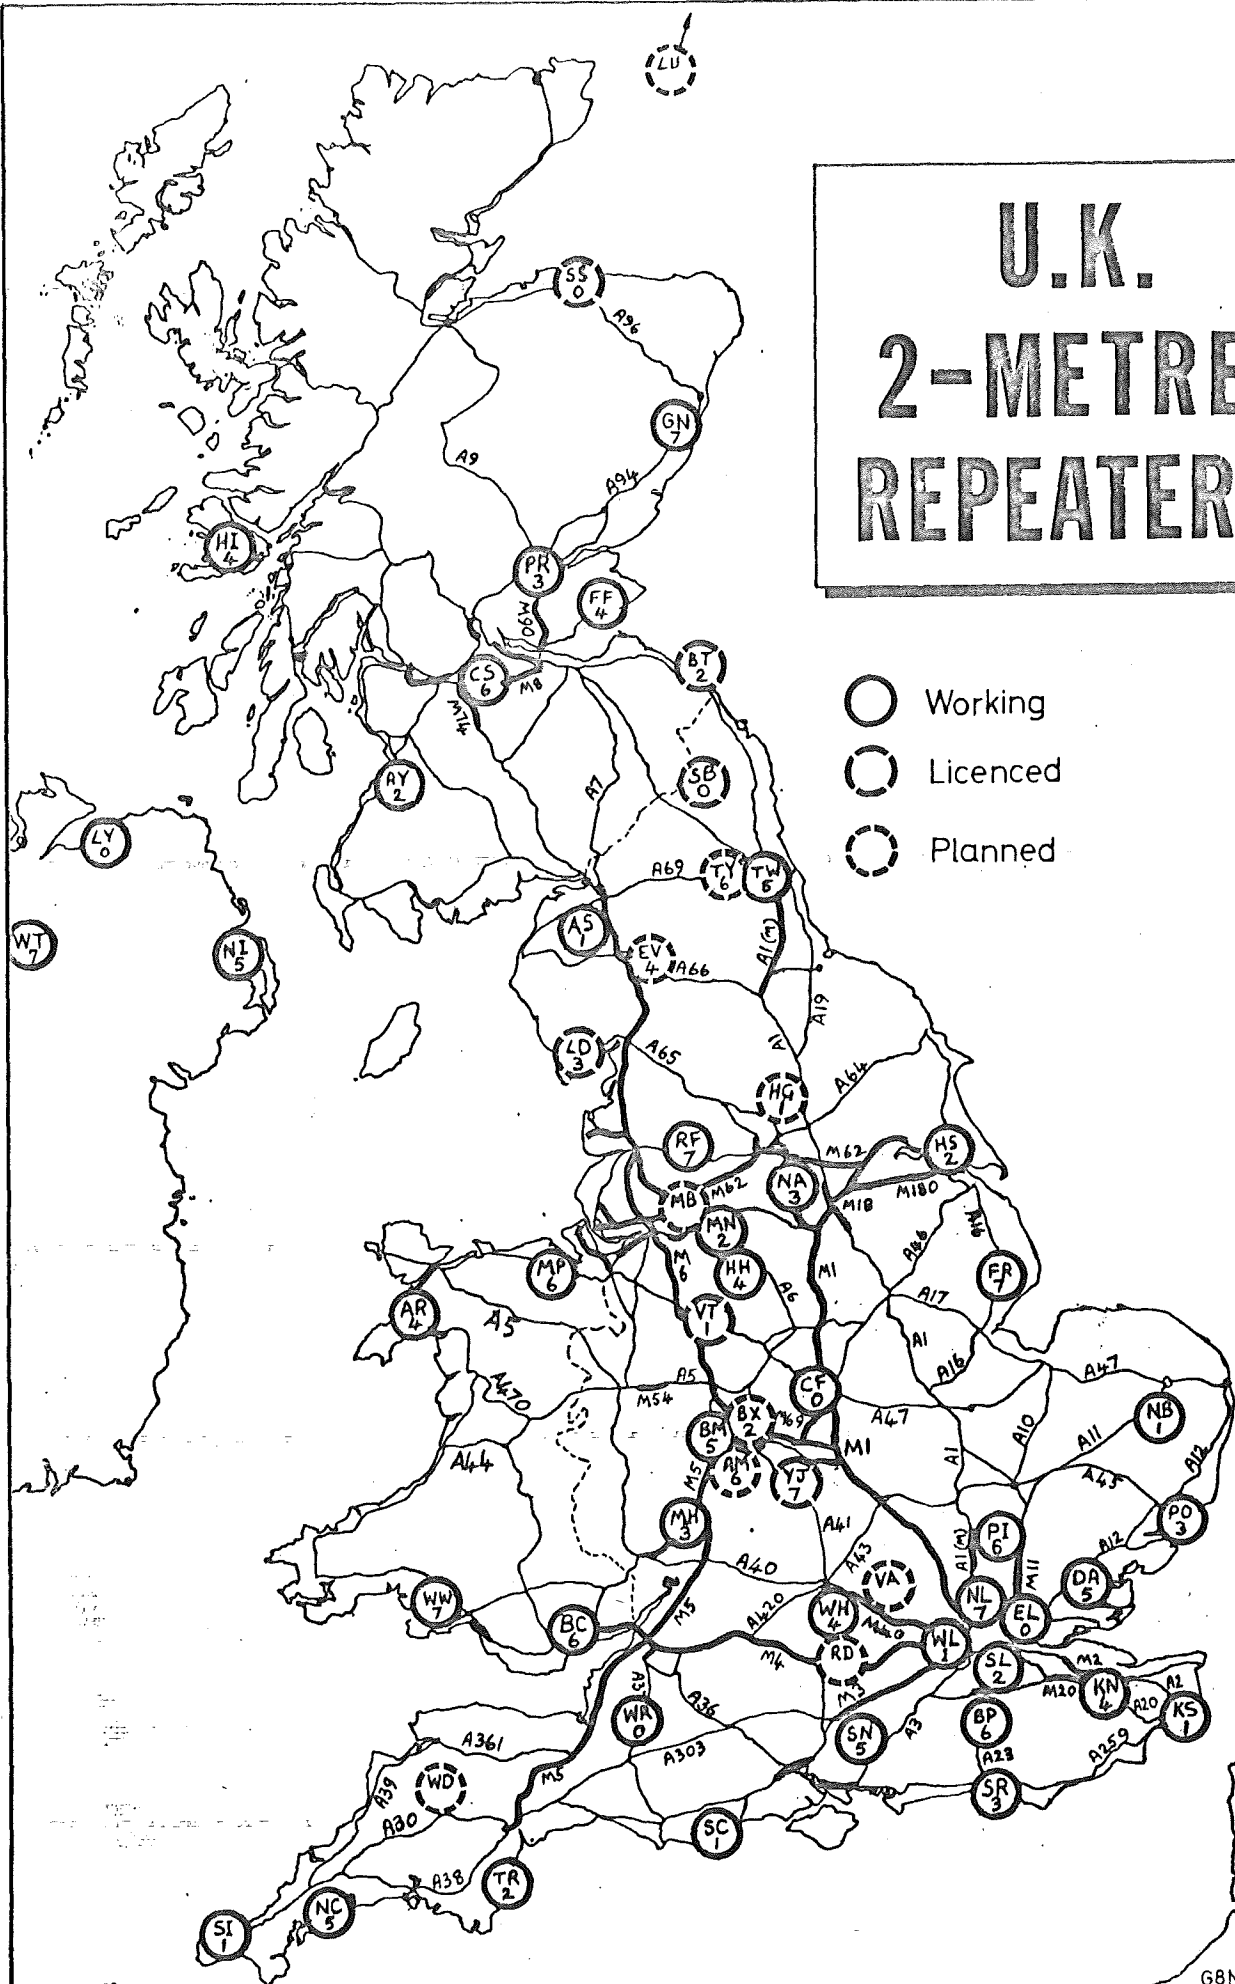 LU
U.K.
2-METRE
REPEATER
Working
Licenced
Planned
SS
0
A96
GN
7
A9
A94
HI
4
PR
3
FF
4
M90
BT
2
CS
6
M8
M74
SB
0
AY
2
A7
LY
0
A69
TY
6
TW
5
AS
1
WT
7
NI
5
EV
4
A66
A1(M)
A19
A1
LD
3
A65
A64
HG
1
RF
7
M62
HS
2
MB
M62
NA
3
M18
M180
MN
2
A46
A16
MP
6
M
6
HH
4
A6
M1
FR
7
AR
4
A5
VT
1
A17
A1
A16
A470
A5
M54
CF
0
A47
A47
BX
2
M69
NB
1
BM
5
A10
A11
A44
M1
A1
A12
AM
6
YJ
7
A45
M5
MH
3
A41
PO
3
PI
6
A43
A1(M)
M11
A12
A40
VA
DA
5
WW
7
NL
7
BC
6
M5
A420
WH
4
M40
EL
0
WL
1
M4
RD
SL
2
M2
M3
KN
4
M20
A2
A20
KS
1
WR
0
A36
SN
5
A3
BP
6
A361
A303
A23
A259
WD
M5
A39
SR
3
A30
SC
1
A38
TR
2
NC
5
SI
1
G8N